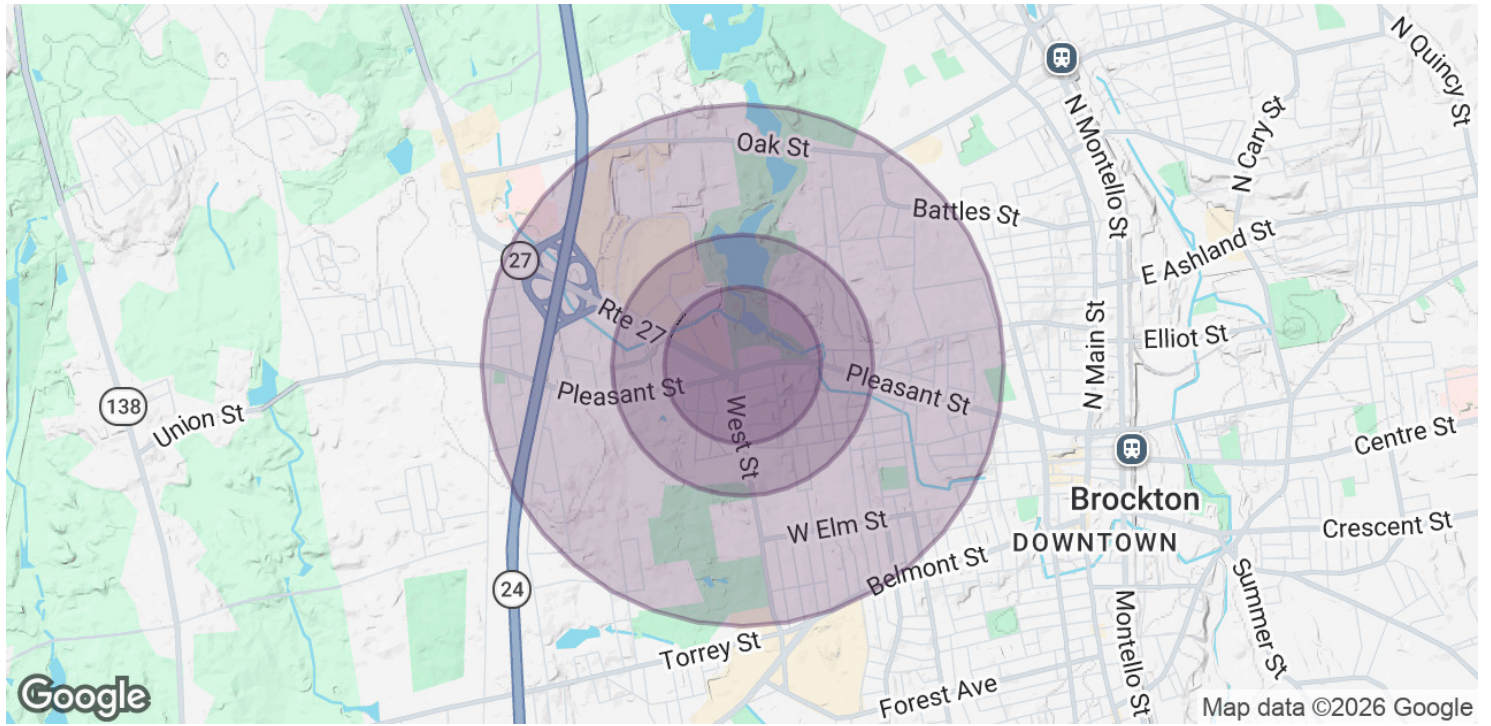 N Quincy St
N Montello St
N Cary St
Oak St
Battles St
E Ashland St
27
Rte 27
N Main St
Elliot St
Pleasant St
Pleasant St
138
Union St
West St
Centre St
Brockton
W Elm St
DOWNTOWN
Crescent St
Belmont St
24
Summer St
Montello St
Torrey St
Forest Ave
Google
Map data ©2026 Google